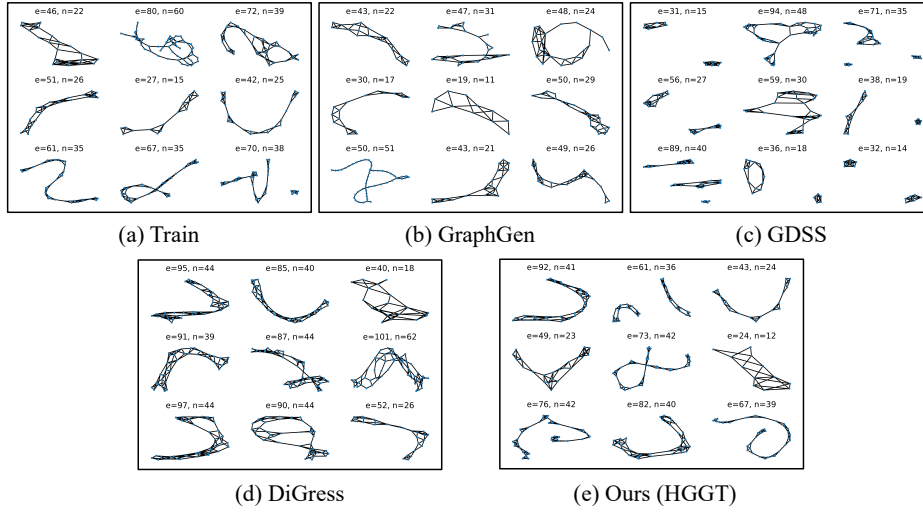 e=46, n=22 e=80, n=60 e=72, n=39
e=51, n=26 e=27, n=15 e=42, n=25
e=61, n=35 e=67, n=35 e=70, n=38
(a) Train
e=43, n=22 e=47, n=31 e=48, n=24
e=30, n=17 e=19, n=11 e=50, n=29
e=50, n=51 e=43, n=21 e=49, n=26
(b) GraphGen
e=31, n=15 e=94, n=48 e=71, n=35
e=56, n=27 e=59, n=30 e=38, n=19
e=89, n=40 e=36, n=18 e=32, n=14
(c) GDSS
e=95, n=44 e=85, n=40 e=40, n=18
e=91, n=39 e=87, n=44 e=101, n=62
e=97, n=44 e=90, n=44 e=52, n=26
(d) DiGress
e=92, n=41 e=61, n=36 e=43, n=24
e=49, n=23 e=73, n=42 e=24, n=12
e=76, n=42 e=82, n=40 e=67, n=39
(e) Ours (HGGT)